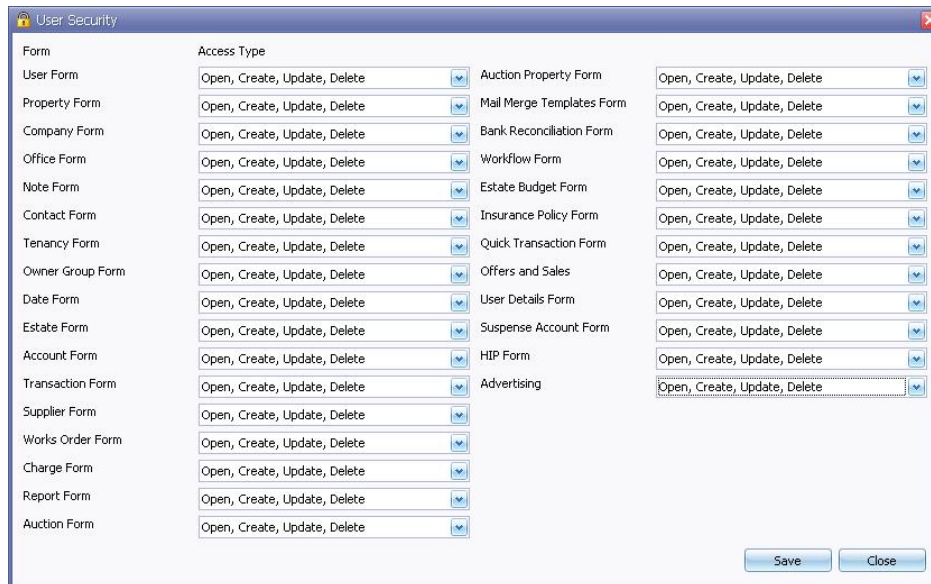 User Security
Form Access Type
User Form Open, Create, Update, Delete Auction Property Form Open, Create, Update, Delete
Property Form Open, Create, Update, Delete Mail Merge Templates Form Open, Create, Update, Delete
Company Form Open, Create, Update, Delete Bank Reconciliation Form Open, Create, Update, Delete
Office Form Open, Create, Update, Delete Workflow Form Open, Create, Update, Delete
Note Form Open, Create, Update, Delete Estate Budget Form Open, Create, Update, Delete
Contact Form Open, Create, Update, Delete Insurance Policy Form Open, Create, Update, Delete
Tenancy Form Open, Create, Update, Delete Quick Transaction Form Open, Create, Update, Delete
Owner Group Form Open, Create, Update, Delete Offers and Sales Open, Create, Update, Delete
Date Form Open, Create, Update, Delete User Details Form Open, Create, Update, Delete
Estate Form Open, Create, Update, Delete Suspense Account Form Open, Create, Update, Delete
Account Form Open, Create, Update, Delete HIP Form Open, Create, Update, Delete
Transaction Form Open, Create, Update, Delete Advertising Open, Create, Update, Delete
Supplier Form Open, Create, Update, Delete
Works Order Form Open, Create, Update, Delete
Charge Form Open, Create, Update, Delete
Report Form Open, Create, Update, Delete
Auction Form Open, Create, Update, Delete
Save Close